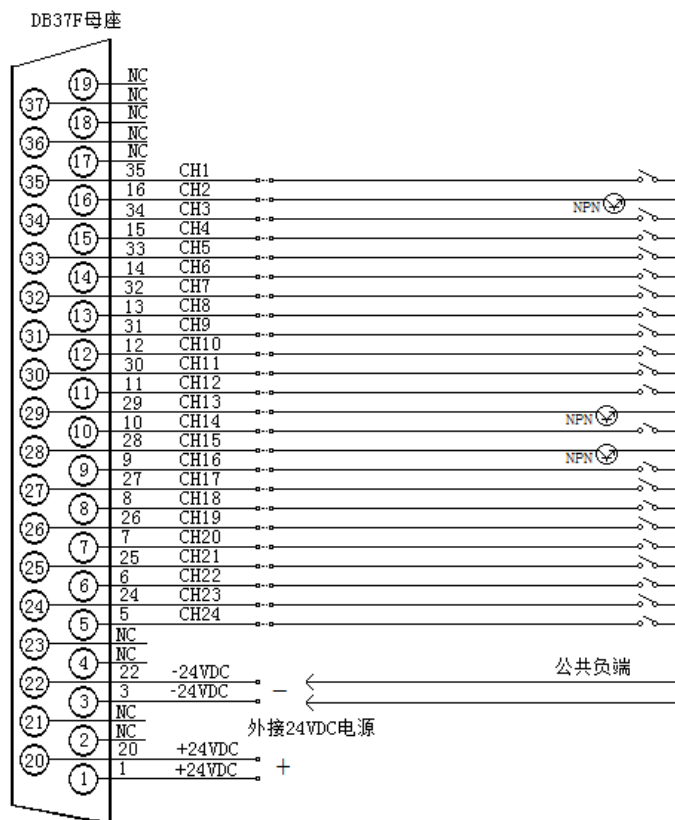 DB37F母座
19 NC
37 NC
18 NC
36 NC
17 NC
35 35 CH1
16 16 CH2
NPN
34 34 CH3
15 15 CH4
33 33 CH5
14 14 CH6
32 32 CH7
13 13 CH8
31 31 CH9
12 12 CH10
30 30 CH11
11 11 CH12
29 29 CH13
NPN
10 10 CH14
28 28 CH15
NPN
9 9 CH16
27 27 CH17
8 8 CH18
26 26 CH19
7 7 CH20
25 25 CH21
6 6 CH22
24 24 CH23
5 5 CH24
23 NC
4 NC
22 22 -24VDC
公共负端
3 3 -24VDC
−
21 NC
外接24VDC电源
2 NC
20 20 +24VDC
+
1 1 +24VDC